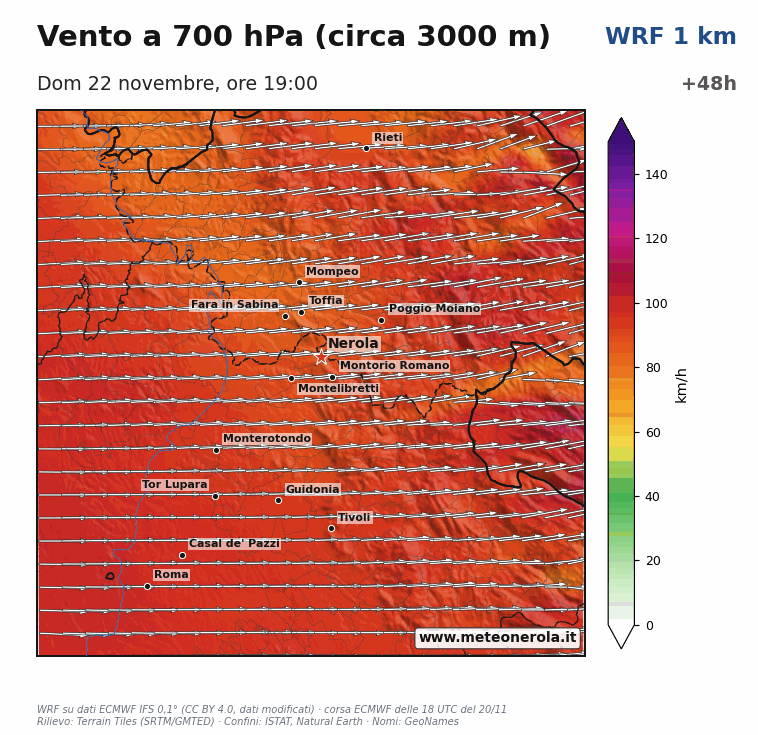 Vento a 700 hPa (circa 3000 m)
WRF 1 km
Dom 22 novembre, ore 19:00
+48h
Rieti
Mompeo
Fara in Sabina
Toffia
Poggio Moiano
Nerola
Montorio Romano
Montelibretti
Monterotondo
Tor Lupara
Guidonia
Tivoli
Casal de' Pazzi
Roma
www.meteonerola.it
140
120
100
80
60
40
20
0
km/h
WRF su dati ECMWF IFS 0,1° (CC BY 4.0, dati modificati) · corsa ECMWF delle 18 UTC del 20/11
Rilievo: Terrain Tiles (SRTM/GMTED) · Confini: ISTAT, Natural Earth · Nomi: GeoNames